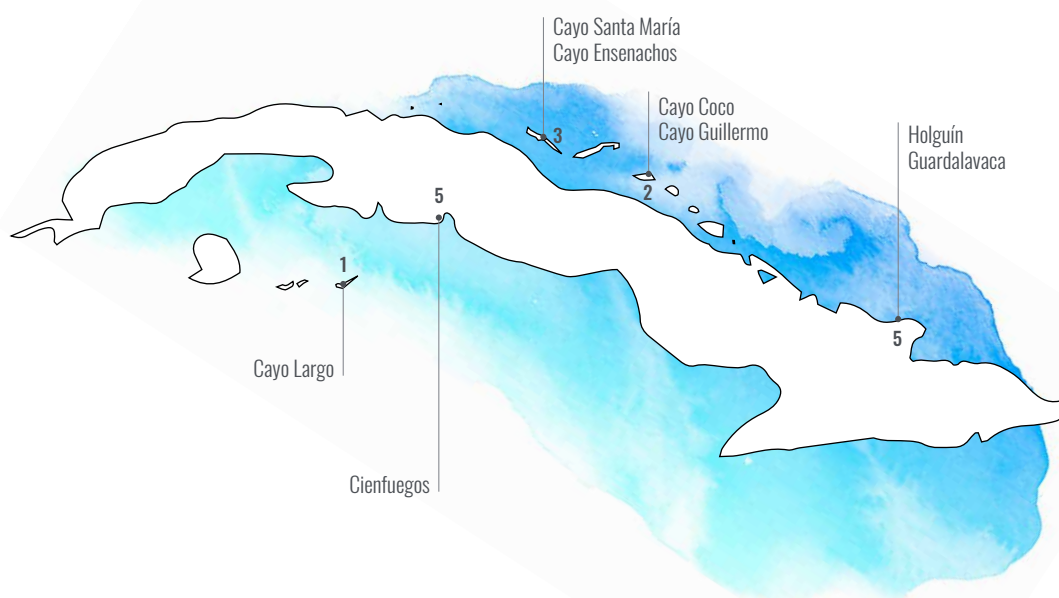 Cayo Santa María
Cayo Ensenachos
3
Cayo Coco
Cayo Guillermo
2
Holguín
Guardalavaca
5
5
1
Cayo Largo
Cienfuegos